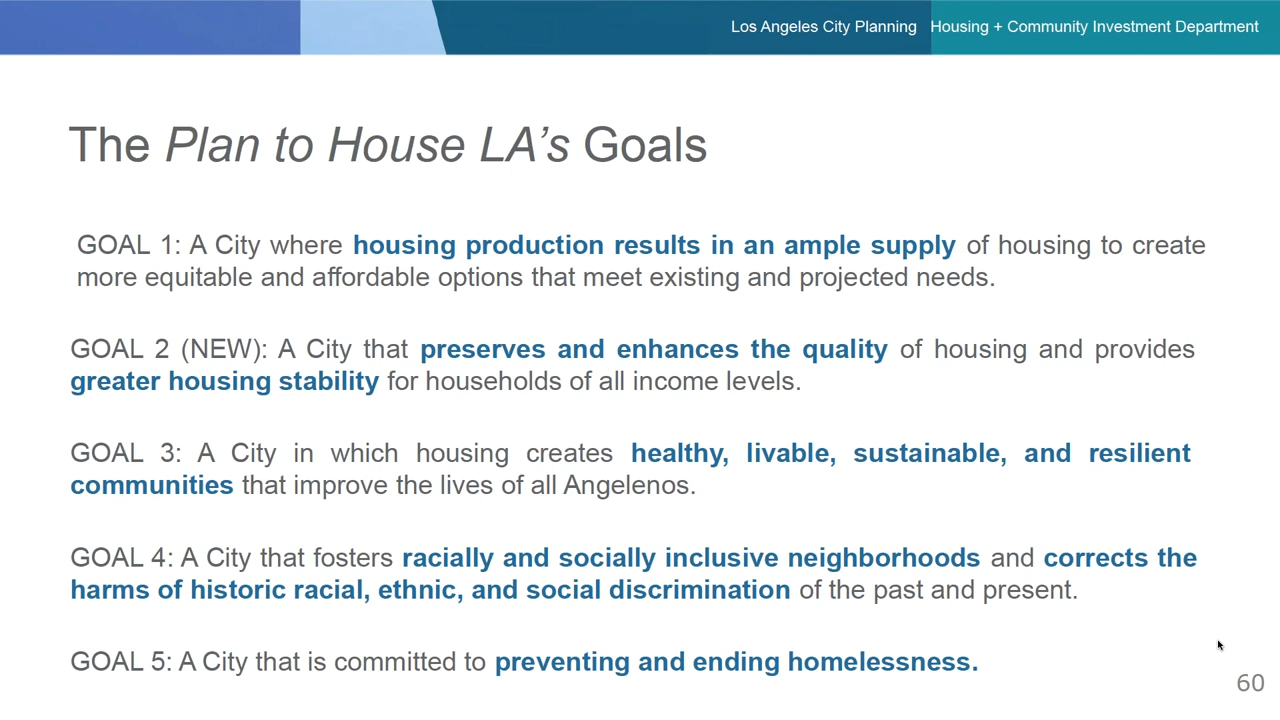 Los Angeles City Planning Housing + Community Investment Department
The Plan to House LA’s Goals
GOAL 1: A City where housing production results in an ample supply of housing to create
more equitable and affordable options that meet existing and projected needs.
GOAL 2 (NEW): A City that preserves and enhances the quality of housing and provides
greater housing stability for households of all income levels.
GOAL 3: A City in which housing creates healthy, livable, sustainable, and resilient
communities that improve the lives of all Angelenos.
GOAL 4: A City that fosters racially and socially inclusive neighborhoods and corrects the
harms of historic racial, ethnic, and social discrimination of the past and present.
GOAL 5: A City that is committed to preventing and ending homelessness.
60